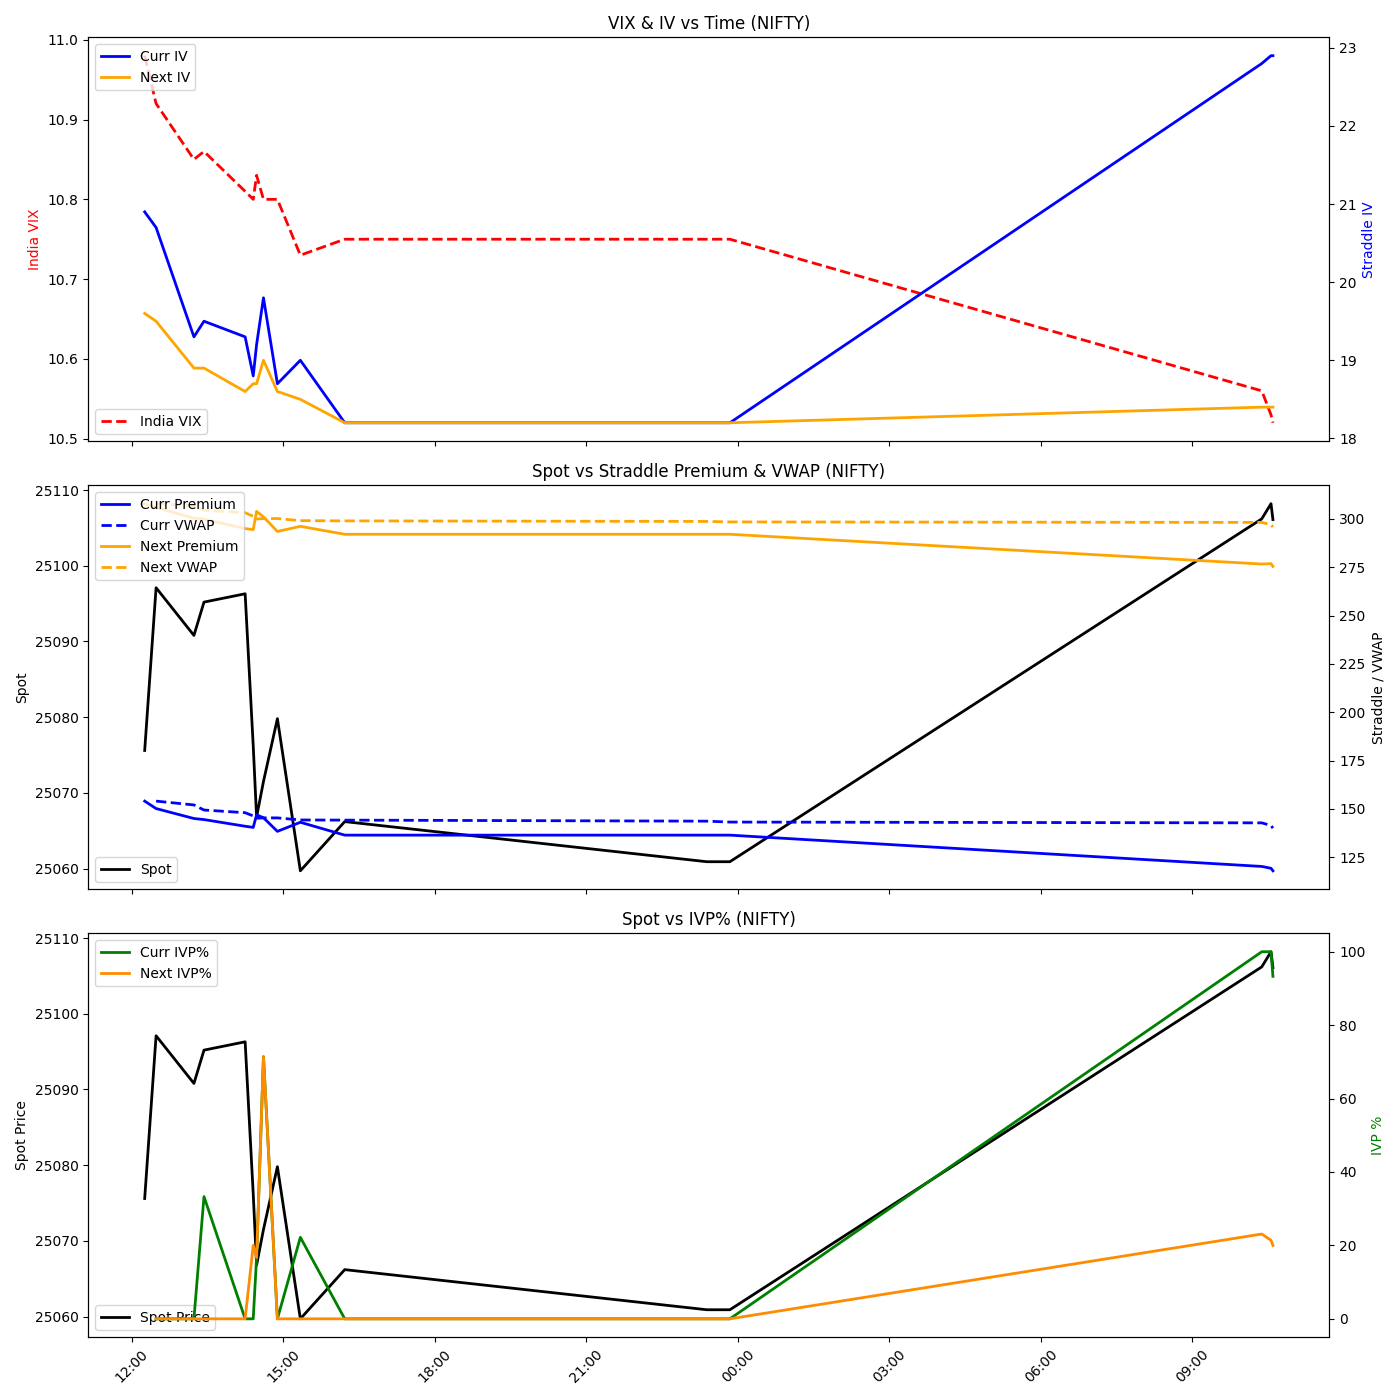 VIX & IV vs Time (NIFTY)
Curr IV
Next IV
India VIX
11.0
10.9
10.8
10.7
10.6
10.5
India VIX
23
22
21
20
19
18
Straddle IV
Spot vs Straddle Premium & VWAP (NIFTY)
Curr Premium
Curr VWAP
Next Premium
Next VWAP
Spot
25110
25100
25090
25080
25070
25060
Spot
300
275
250
225
200
175
150
125
Straddle / VWAP
Spot vs IVP% (NIFTY)
Curr IVP%
Next IVP%
Spot Price
25110
25100
25090
25080
25070
25060
Spot Price
100
80
60
40
20
0
IVP %
12:00
15:00
18:00
21:00
00:00
03:00
06:00
09:00